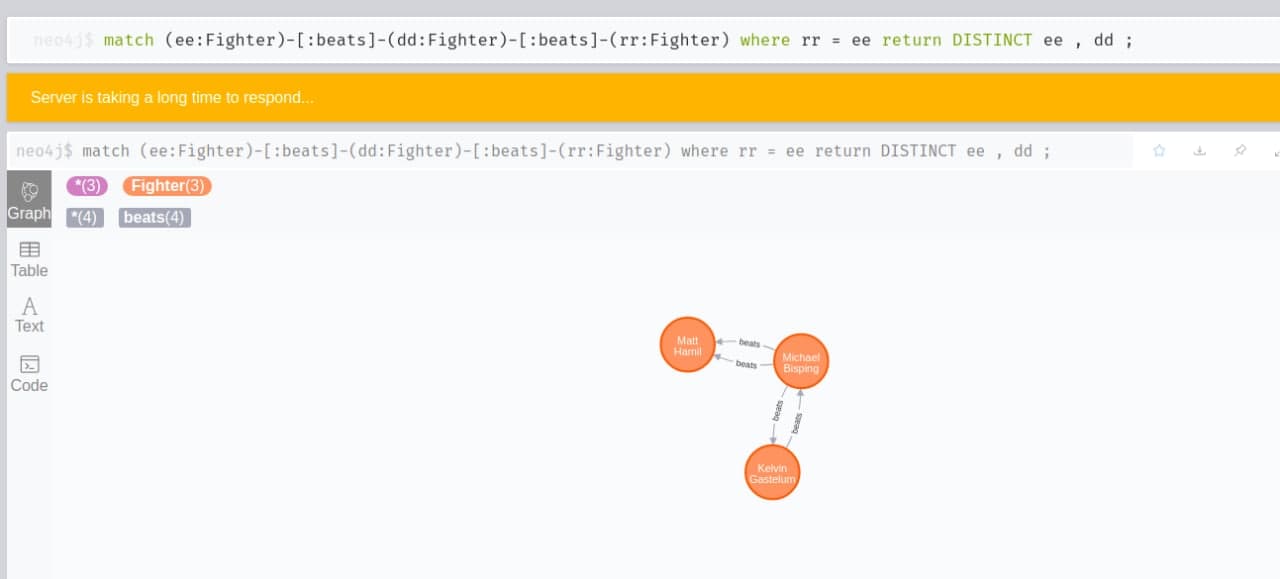 neo4j$ match (ee:Fighter)-[:beats]-(dd:Fighter)-[:beats]-(rr:Fighter) where rr = ee return DISTINCT ee , dd ;
Server is taking a long time to respond...
neo4j$ match (ee:Fighter)-[:beats]-(dd:Fighter)-[:beats]-(rr:Fighter) where rr = ee return DISTINCT ee , dd ;
*(3) Fighter(3)
Graph
*(4) beats(4)
Table
A
Text
Code
Matt
Hamil
beats
beats
Michael
Bisping
beats
beats
Kelvin
Gastelum